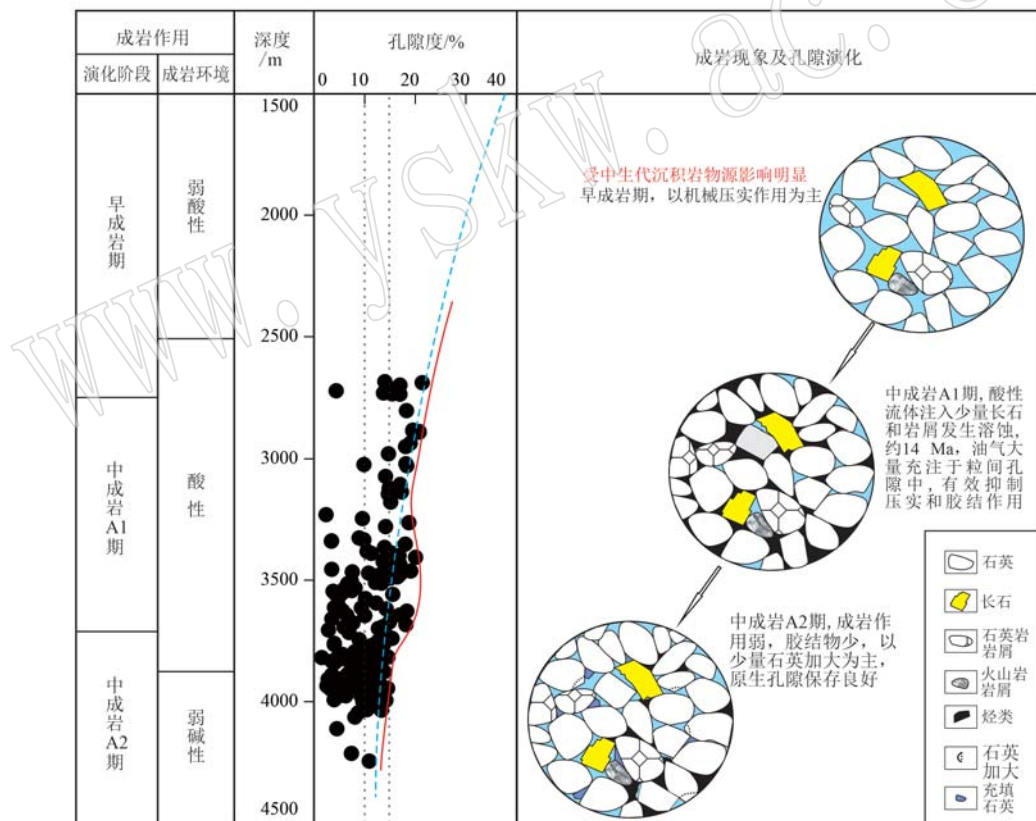 成岩作用
深度
/m
孔隙度/%
成岩现象及孔隙演化
演化阶段
成岩环境
0
10
20
30
40
1500
2000
2500
3000
3500
4000
4500
早成岩期
中成岩A1期
中成岩A2期
弱酸性
酸性
弱碱性
受中生代沉积岩物源影响明显
早成岩期，以机械压实作用为主
中成岩A1期,酸性
流体注入少量长石
和岩屑发生溶蚀,
约14 Ma，油气大
量充注于粒间孔
隙中，有效抑制
压实和胶结作用
中成岩A2期,成岩作
用弱，胶结物少，以
少量石英加大为主，
原生孔隙保存良好
石英
长石
石英岩
岩屑
火山岩
岩屑
烃类
石英
加大
充填
石英
www.yskw.ac.